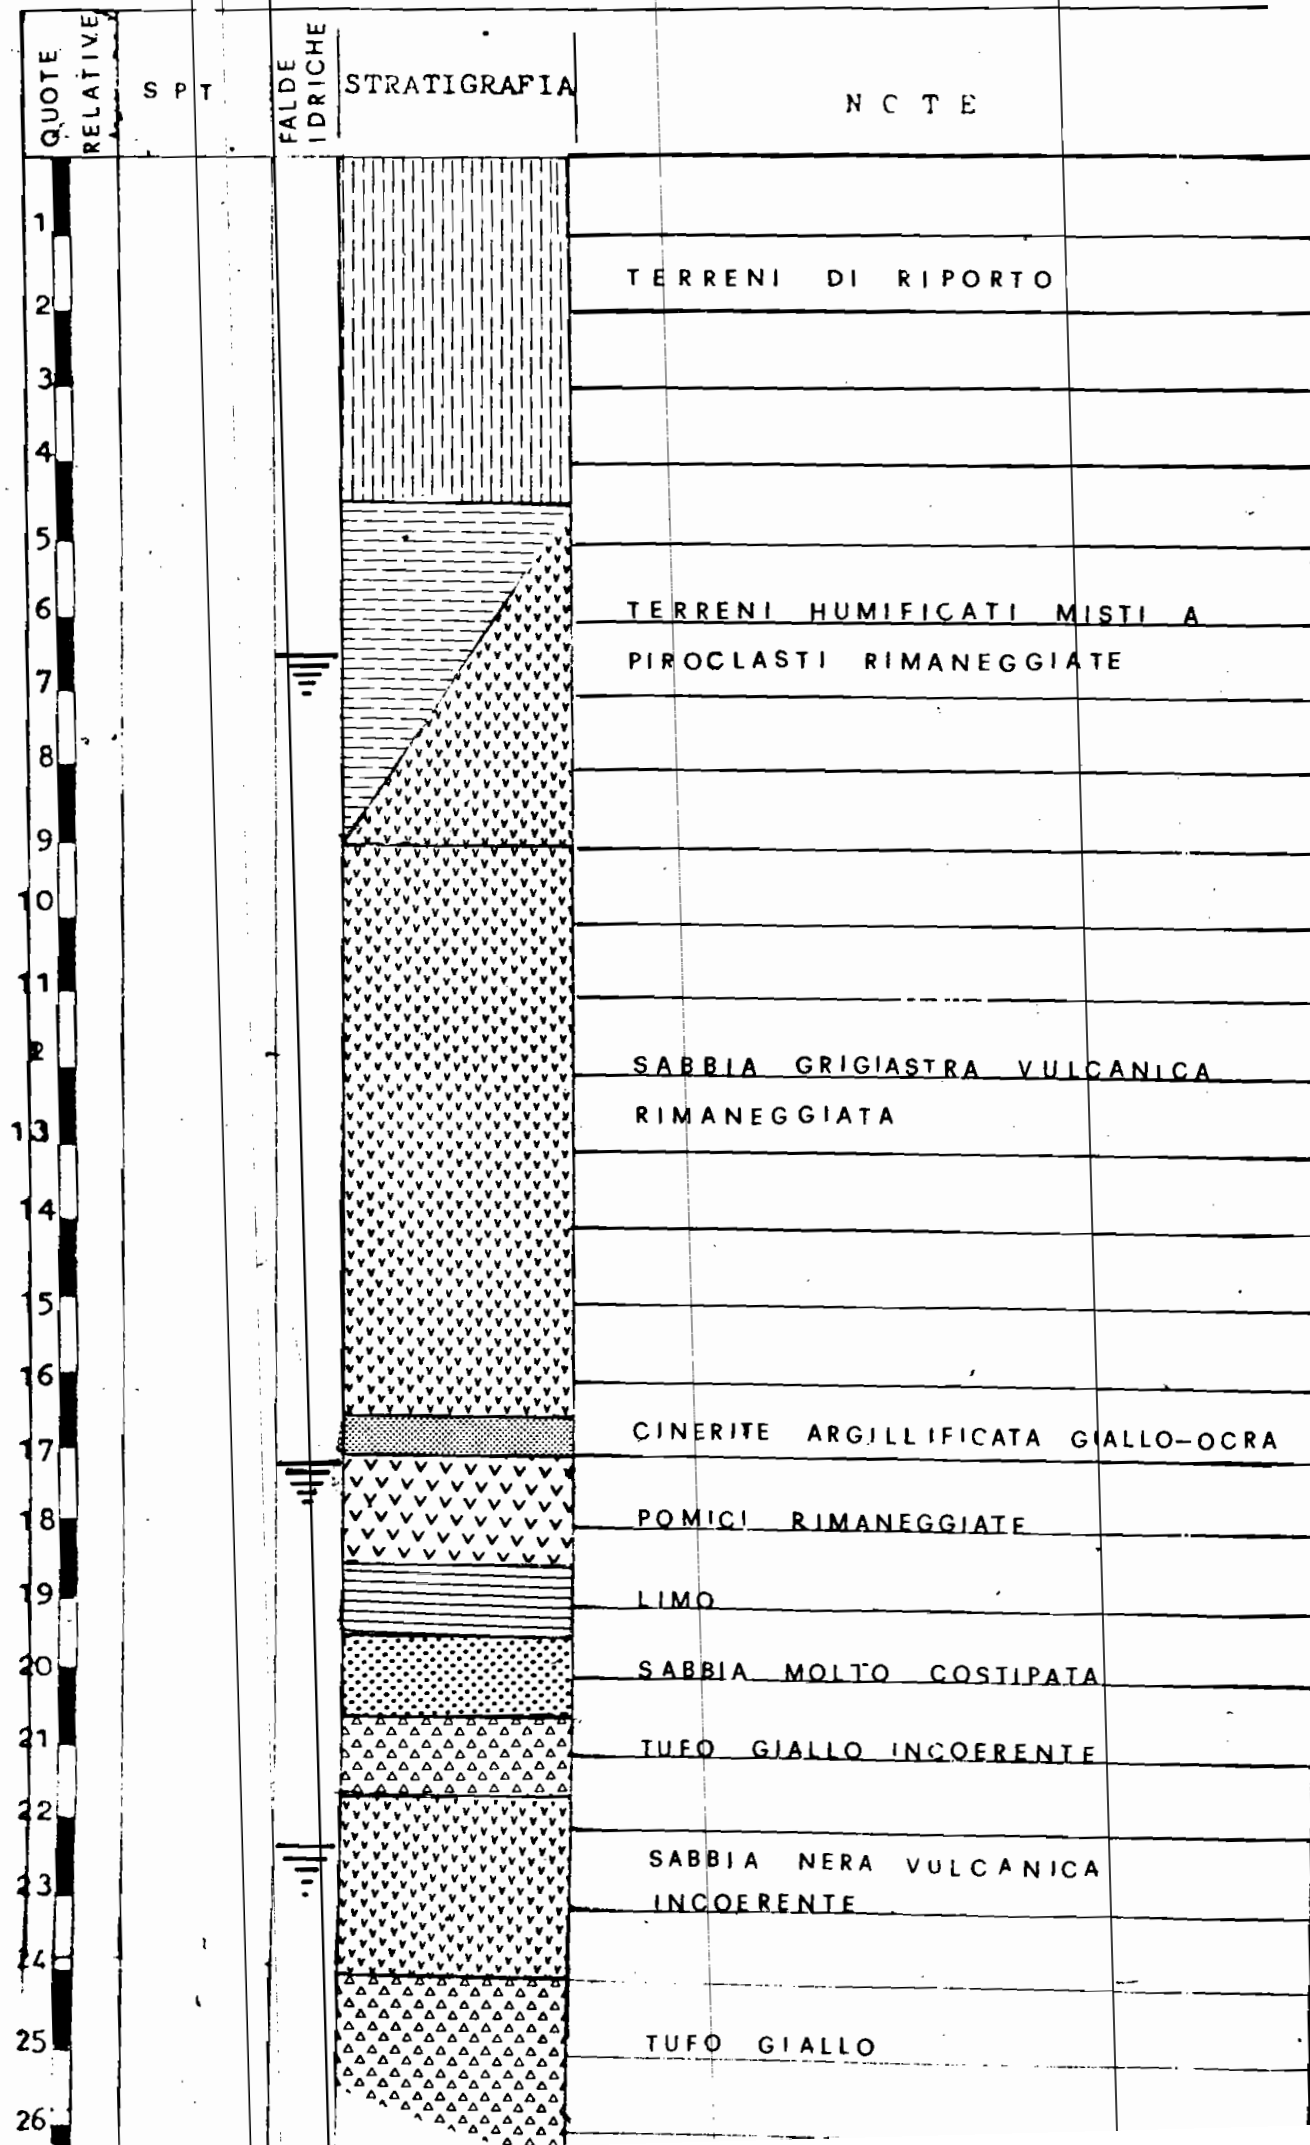 QUOTE
RELATIVE
S P T
FALDE
IDRICHE
STRATIGRAFIA
N C T E
1
TERRENI DI RIPORTO
2
3
4
5
6
TERRENI HUMIFICATI MISTI A
PIROCLASTI RIMANEGGIATE
7
8
9
10
11
2
SABBIA GRIGIASTRA VULCANICA
RIMANEGGIATA
13
14
15
16
CINERITE ARGILLIFICATA GIALLO-OCRA
17
18
POMICI RIMANEGGIATE
19
LIMO
20
SABBIA MOLTO COSTIPATA
21
TUFO GIALLO INCOERENTE
22
SABBIA NERA VULCANICA
23
INCOERENTE
24
25
TUFO GIALLO
26